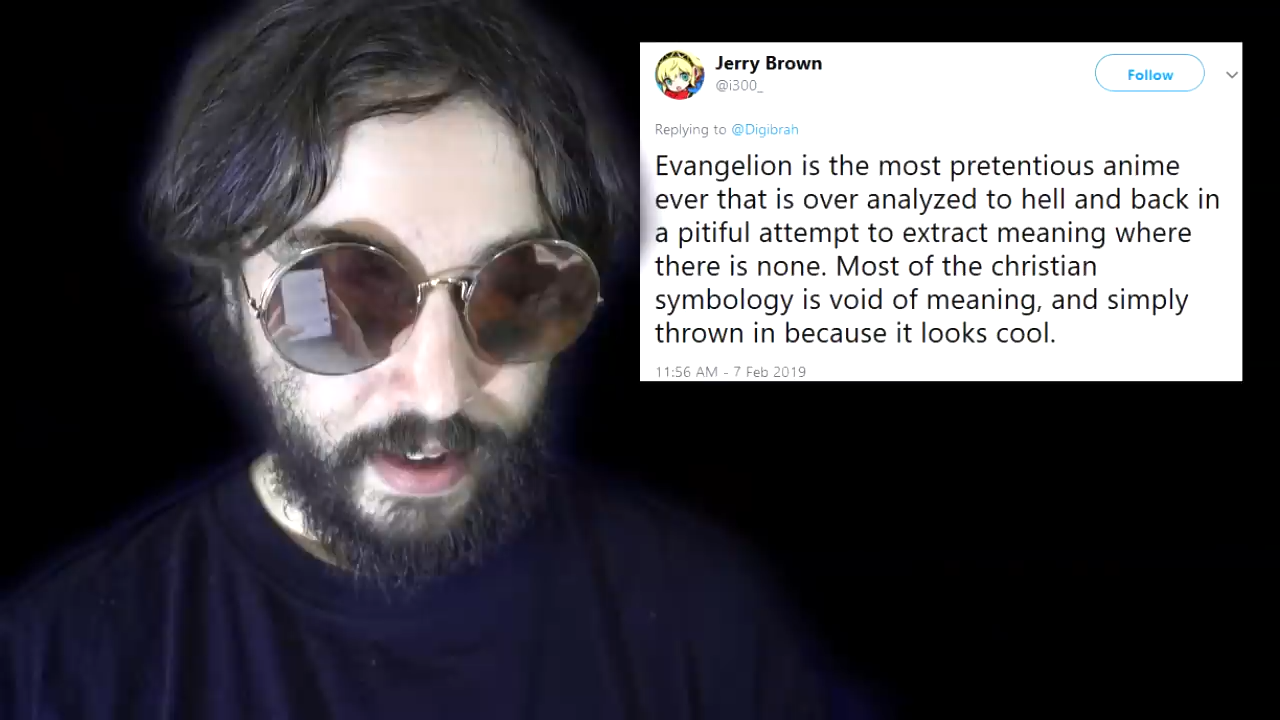 Jerry Brown
@i300_
Follow
Replying to @Digibrah
Evangelion is the most pretentious anime
ever that is over analyzed to hell and back in
a pitiful attempt to extract meaning where
there is none. Most of the christian
symbology is void of meaning, and simply
thrown in because it looks cool.
11:56 AM - 7 Feb 2019